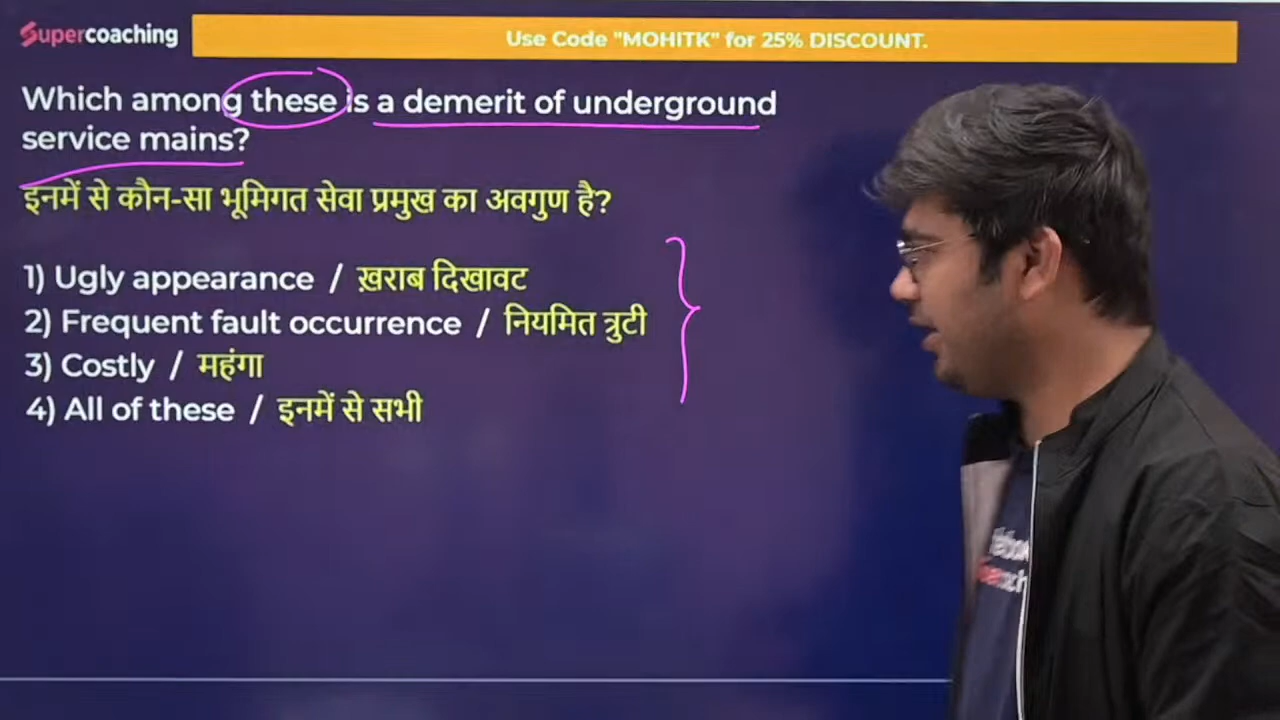 Supercoaching
Use Code "MOHITK" for 25% DISCOUNT.
Which among these is a demerit of underground
service mains?
इनमें से कौन-सा भूमिगत सेवा प्रमुख का अवगुण है?
1) Ugly appearance / ख़राब दिखावट
2) Frequent fault occurrence / नियमित त्रुटी
3) Costly / महंगा
4) All of these / इनमें से सभी